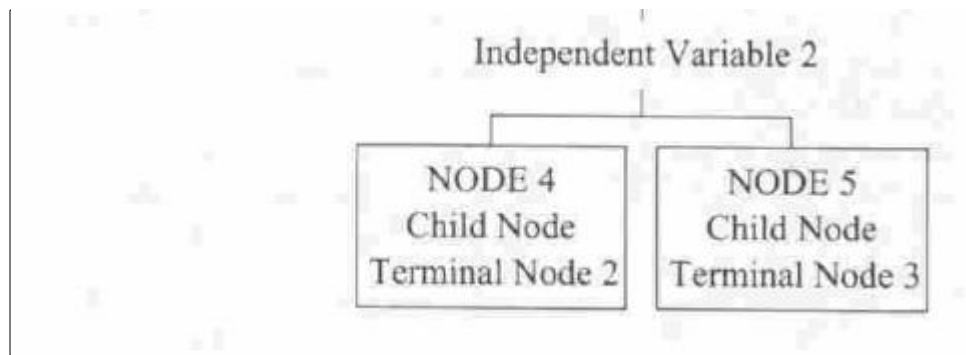 Independent Variable 2
NODE 4
Child Node
Terminal Node 2
NODE 5
Child Node
Terminal Node 3